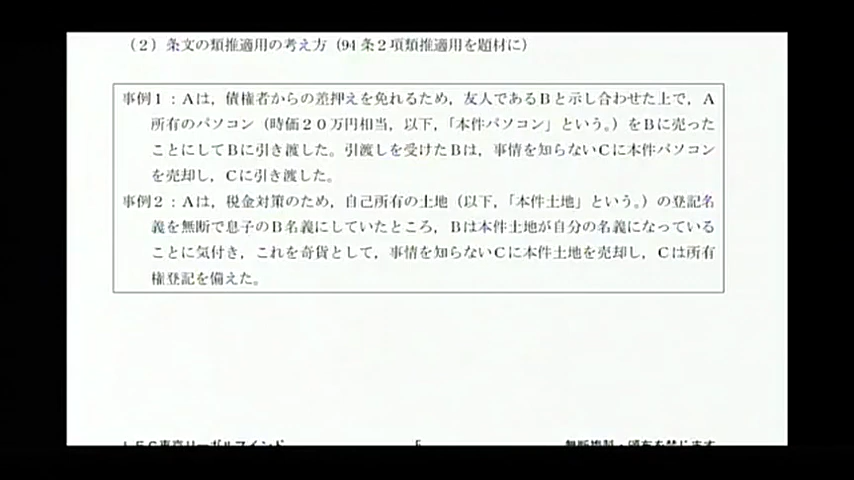 (2)条文の類推適用の考え方(94条2項類推適用を題材に)
事例1:Aは,債権者からの差押えを免れるため,友人であるBと示し合わせた上で,A
所有のパソコン(時価20万円相当,以下,「本件パソコン」という。)をBに売った
ことにしてBに引き渡した。引渡しを受けたBは,事情を知らないCに本件パソコン
を売却し,Cに引き渡した。
事例2:Aは,税金対策のため,自己所有の土地(以下,「本件土地」という。)の登記名
義を無断で息子のB名義にしていたところ,Bは本件土地が自分の名義になっている
ことに気付き,これを奇貨として,事情を知らないCに本件土地を売却し,Cは所有
権登記を備えた。
LEC東京リーガルマインド
無断複製・頒布を禁じます